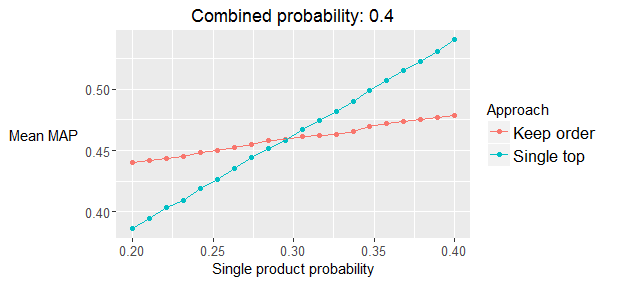 Combined probability: 0.4
0.50
0.45
0.40
Mean MAP
0.20 0.25 0.30 0.35 0.40
Single product probability
Approach
Keep order
Single top